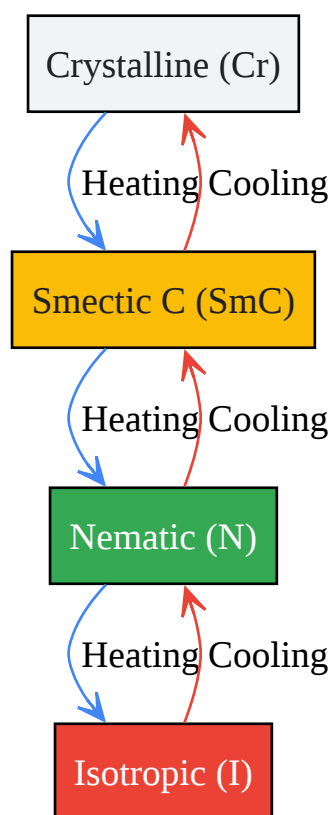 Crystalline (Cr)
Heating Cooling
Smectic C (SmC)
Heating Cooling
Nematic (N)
Heating Cooling
Isotropic (I)